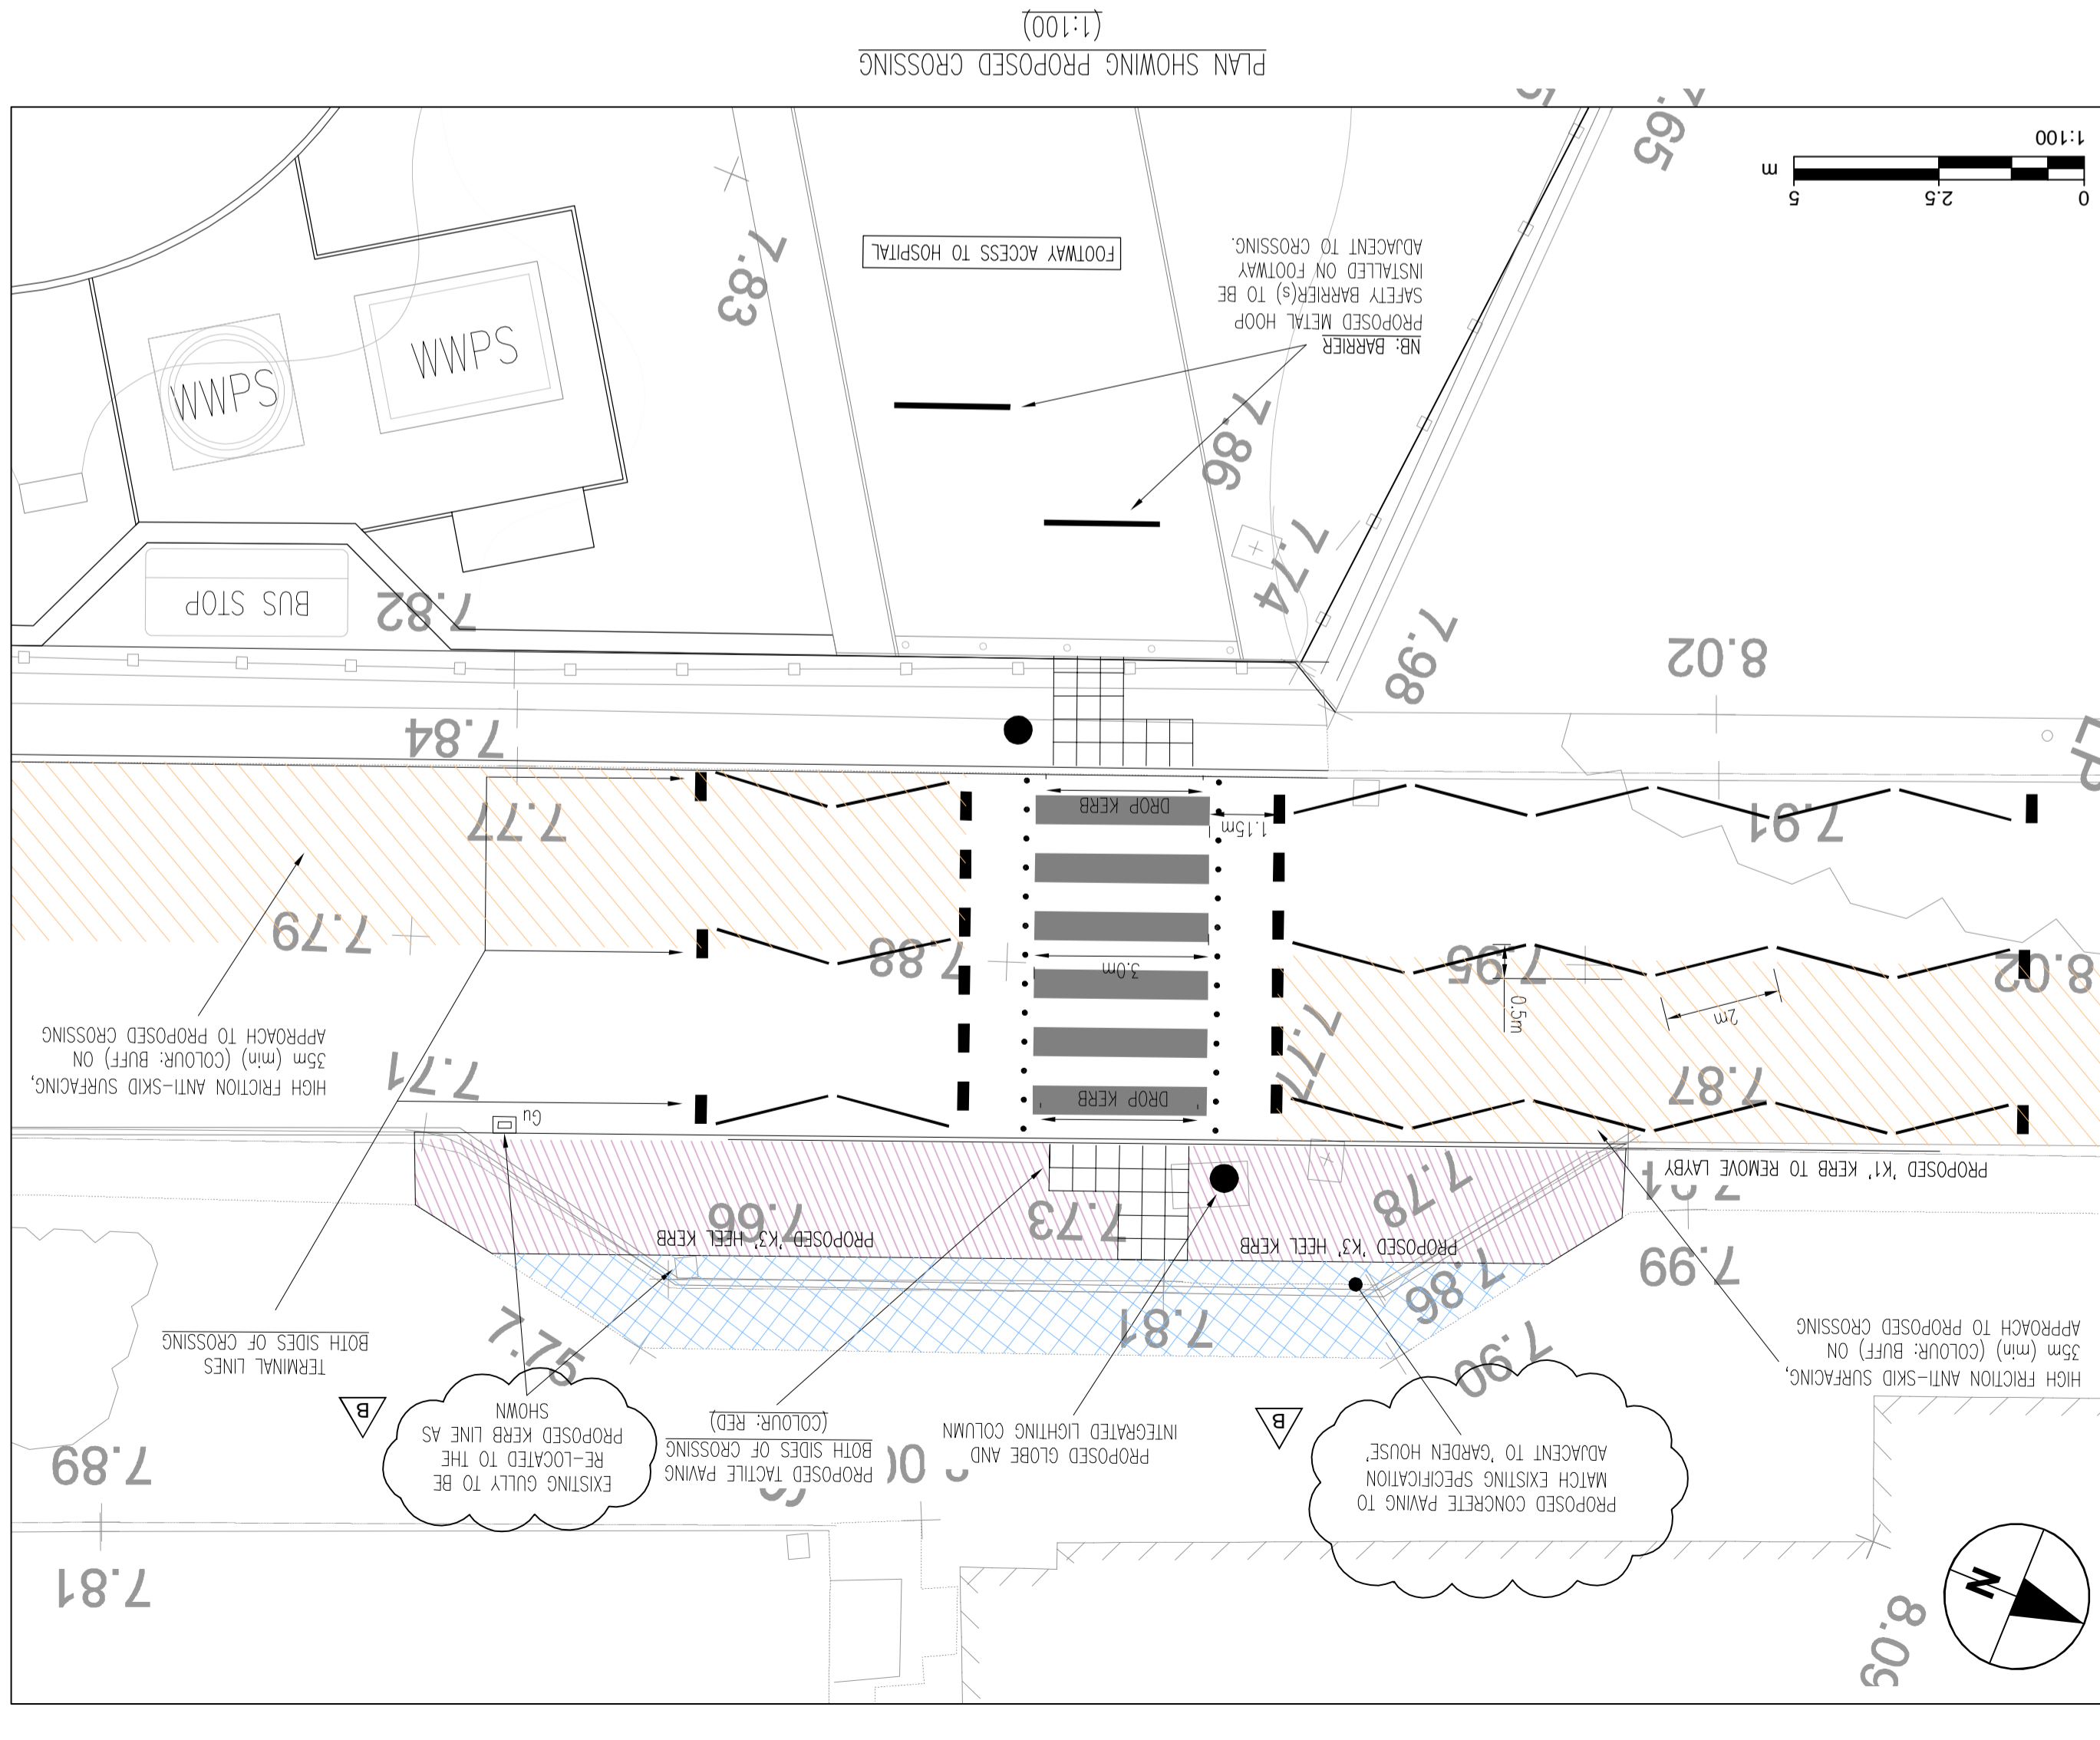 8.09
N
7.81
PROPOSED CONCRETE PAVING TO
MATCH EXISTING SPECIFICATION
ADJACENT TO 'GARDEN HOUSE'
B
PROPOSED GLOBE AND
INTEGRATED LIGHTING COLUMN
PROPOSED TACTILE PAVING
BOTH SIDES OF CROSSING
(COLOUR: RED)
EXISTING GULLY TO BE
RE-LOCATED TO THE
PROPOSED KERB LINE AS
SHOWN
B
7.89
HIGH FRICTION ANTI-SKID SURFACING,
35m (min) (COLOUR: BUFF) ON
APPROACH TO PROPOSED CROSSING
TERMINAL LINES
BOTH SIDES OF CROSSING
7.90
7.81
7.75
7.99
7.86
PROPOSED 'K3' HEEL KERB
PROPOSED 'K3' HEEL KERB
7.78
7.73
7.66
PROPOSED 'K1' KERB TO REMOVE LAYBY
Gu
7.87
7.77
DROP KERB
7.71
HIGH FRICTION ANTI-SKID SURFACING,
35m (min) (COLOUR: BUFF) ON
APPROACH TO PROPOSED CROSSING
2m
0.5m
8.02
7.95
3.0m
7.88
7.79
7.91
1.15m
DROP KERB
7.77
LP
7.84
8.02
7.98
7.82
BUS STOP
7.74
7.86
WWPS
WWPS
NB: BARRIER
PROPOSED METAL HOOP
SAFETY BARRIER(s) TO BE
INSTALLED ON FOOTWAY
ADJACENT TO CROSSING.
FOOTWAY ACCESS TO HOSPITAL
7.83
0 2.5 5
m
1:100
7.65
PLAN SHOWING PROPOSED CROSSING
(1:100)